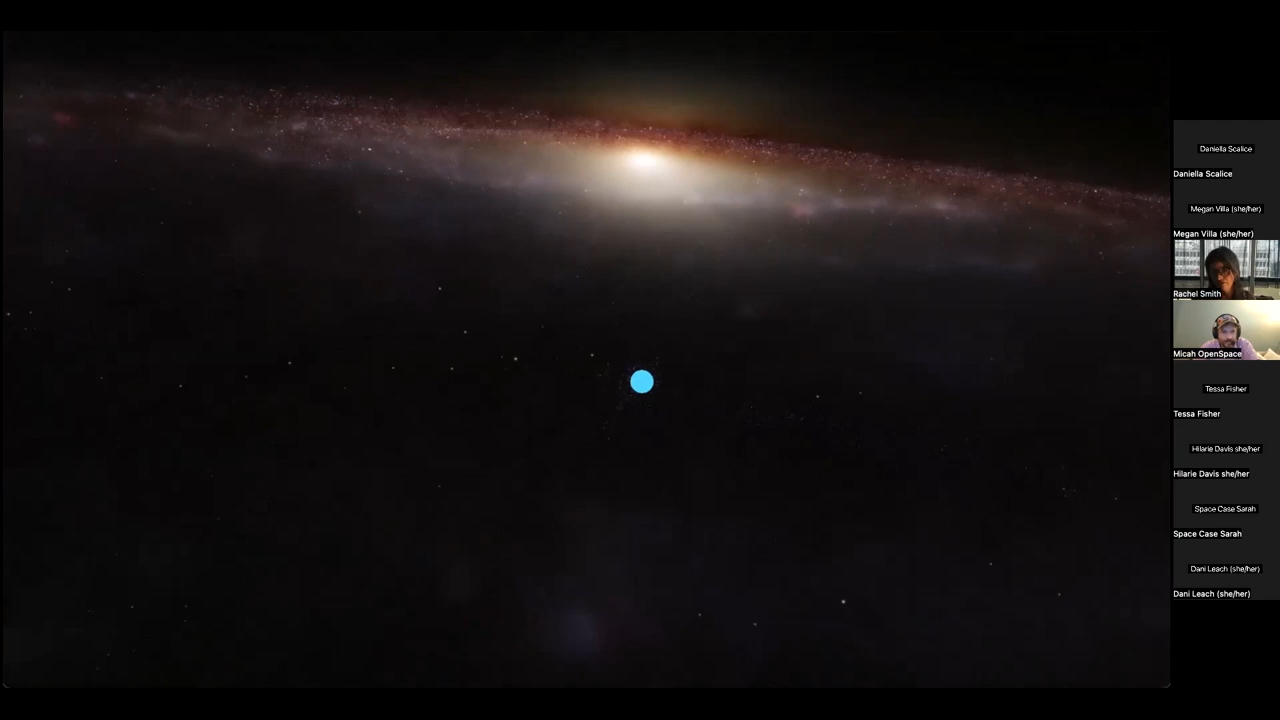 Daniella Scalice
Daniella Scalice
Megan Villa (she/her)
Megan Villa (she/her)
Rachel Smith
Micah OpenSpace
Tessa Fisher
Tessa Fisher
Hilarie Davis she/her
Hilarie Davis she/her
Space Case Sarah
Space Case Sarah
Dani Leach (she/her)
Dani Leach (she/her)